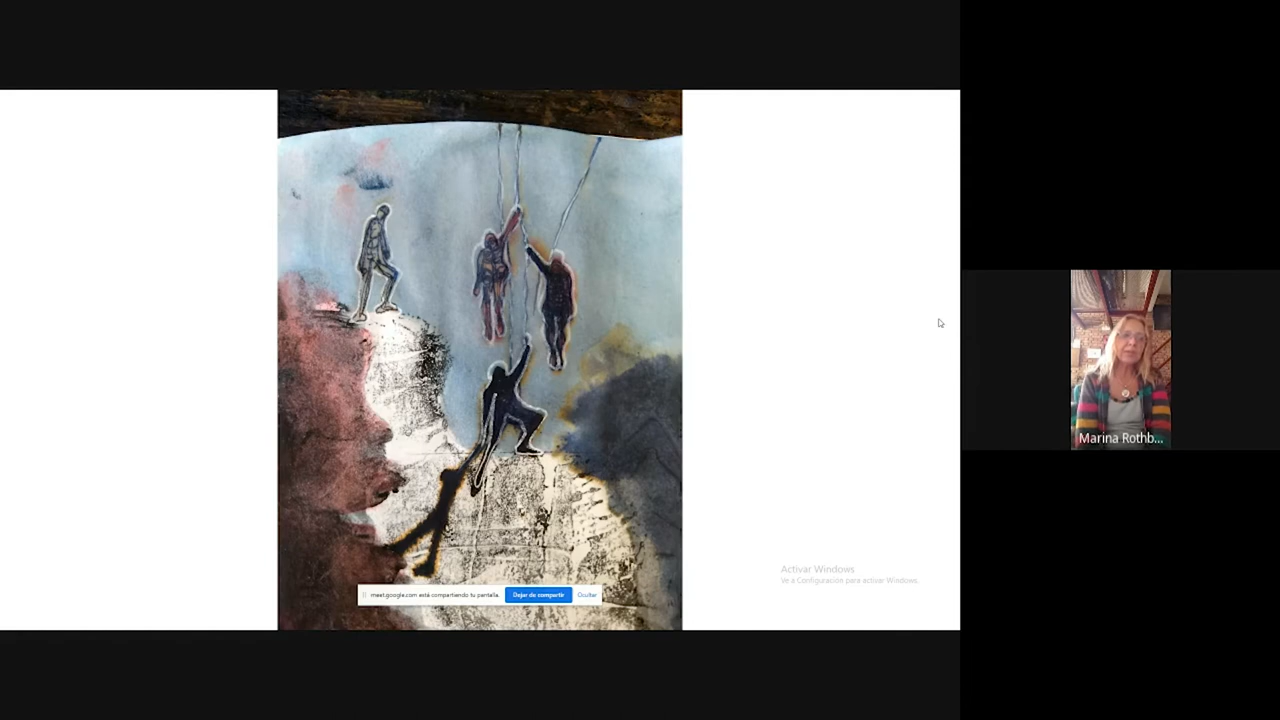 Marina Rothb...
Activar Windows
Ve a Configuración para activar Windows.
meet.google.com está compartiendo tu pantalla.
Dejar de compartir
Ocultar